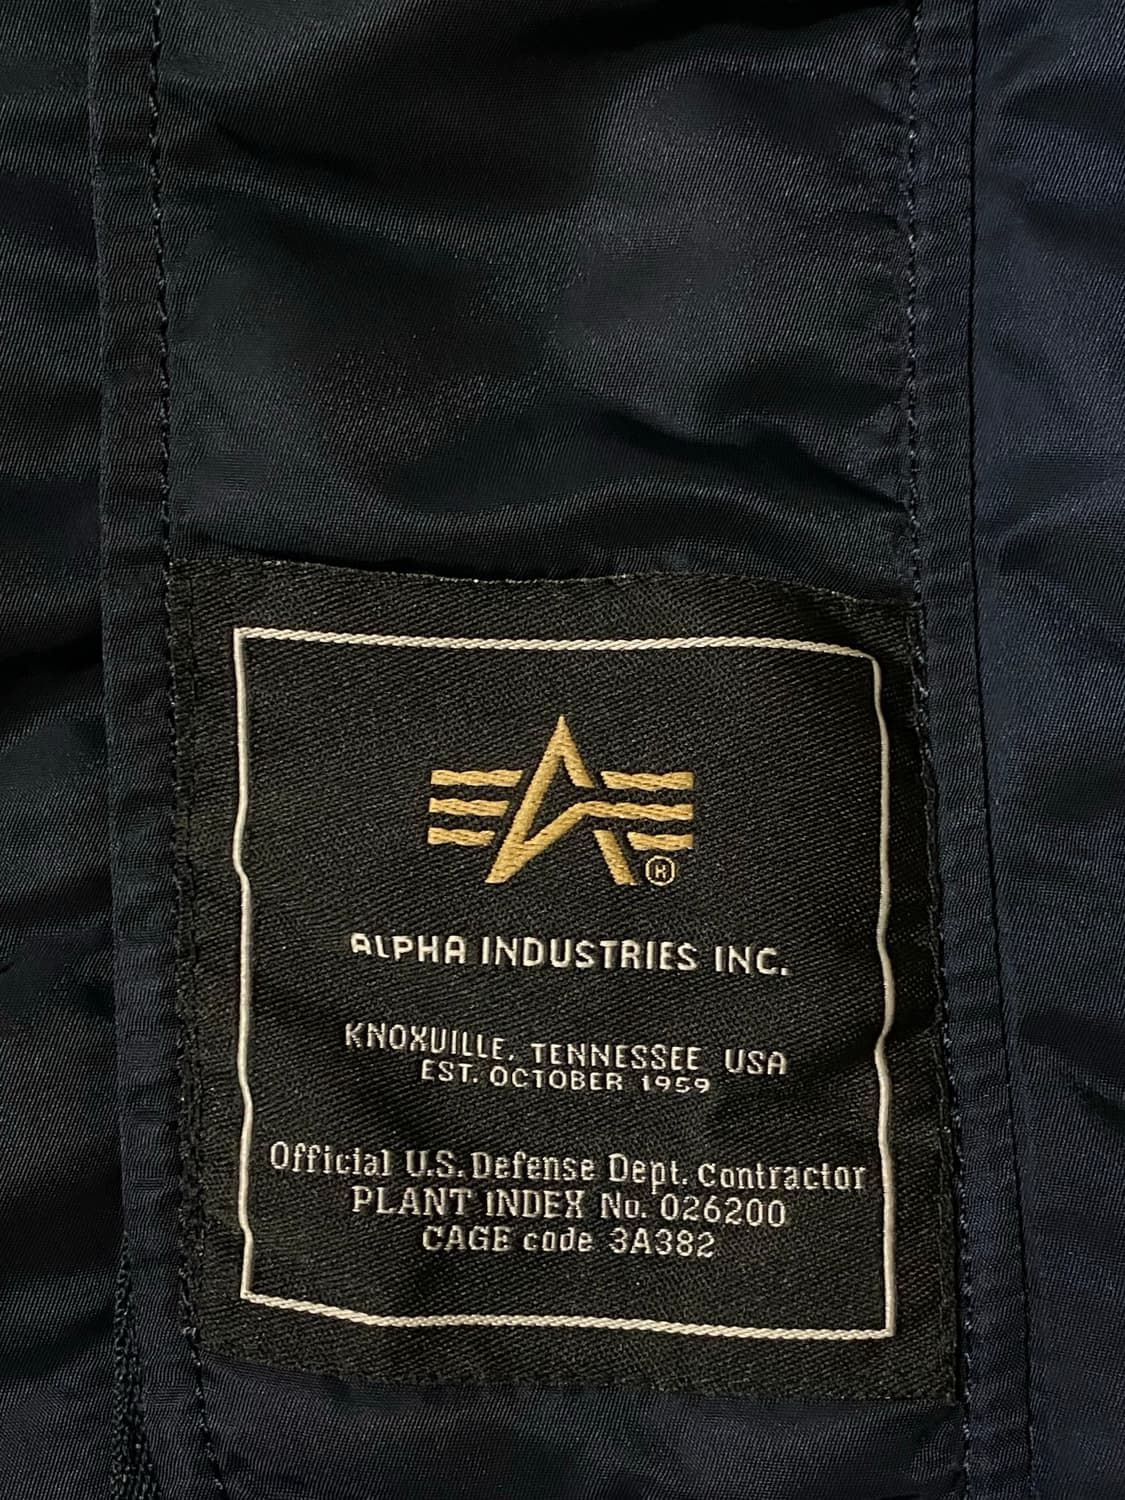 ®
ALPHA INDUSTRIES INC.
KNOXVILLE, TENNESSEE USA
EST. OCTOBER 1959
Official U.S. Defense Dept. Contractor
PLANT INDEX No. 026200
CAGE code 3A382